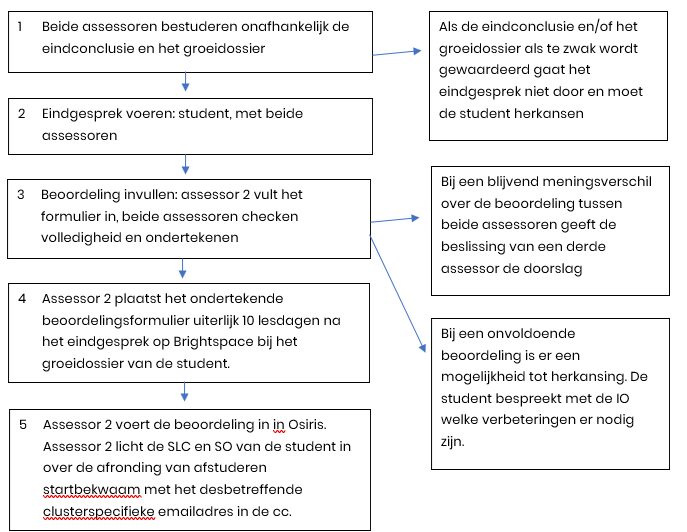 1 Beide assessoren bestuderen onafhankelijk de
eindconclusie en het groeidossier
Als de eindconclusie en/of het
groeidossier als te zwak wordt
gewaardeerd gaat het
eindgesprek niet door en moet
de student herkansen
2 Eindgesprek voeren: student, met beide
assessoren
3 Beoordeling invullen: assessor 2 vult het
formulier in, beide assessoren checken
volledigheid en ondertekenen
Bij een blijvend meningsverschil
over de beoordeling tussen
beide assessoren geeft de
beslissing van een derde
assessor de doorslag
4 Assessor 2 plaatst het ondertekende
beoordelingsformulier uiterlijk 10 lesdagen na
het eindgesprek op Brightspace bij het
groeidossier van de student.
Bij een onvoldoende
beoordeling is er een
mogelijkheid tot herkansing. De
student bespreekt met de IO
welke verbeteringen er nodig
zijn.
5 Assessor 2 voert de beoordeling in in Osiris.
Assessor 2 licht de SLC en SO van de student in
over de afronding van afstuderen
startbekwaam met het desbetreffende
clusterspecifieke emailadres in de cc.